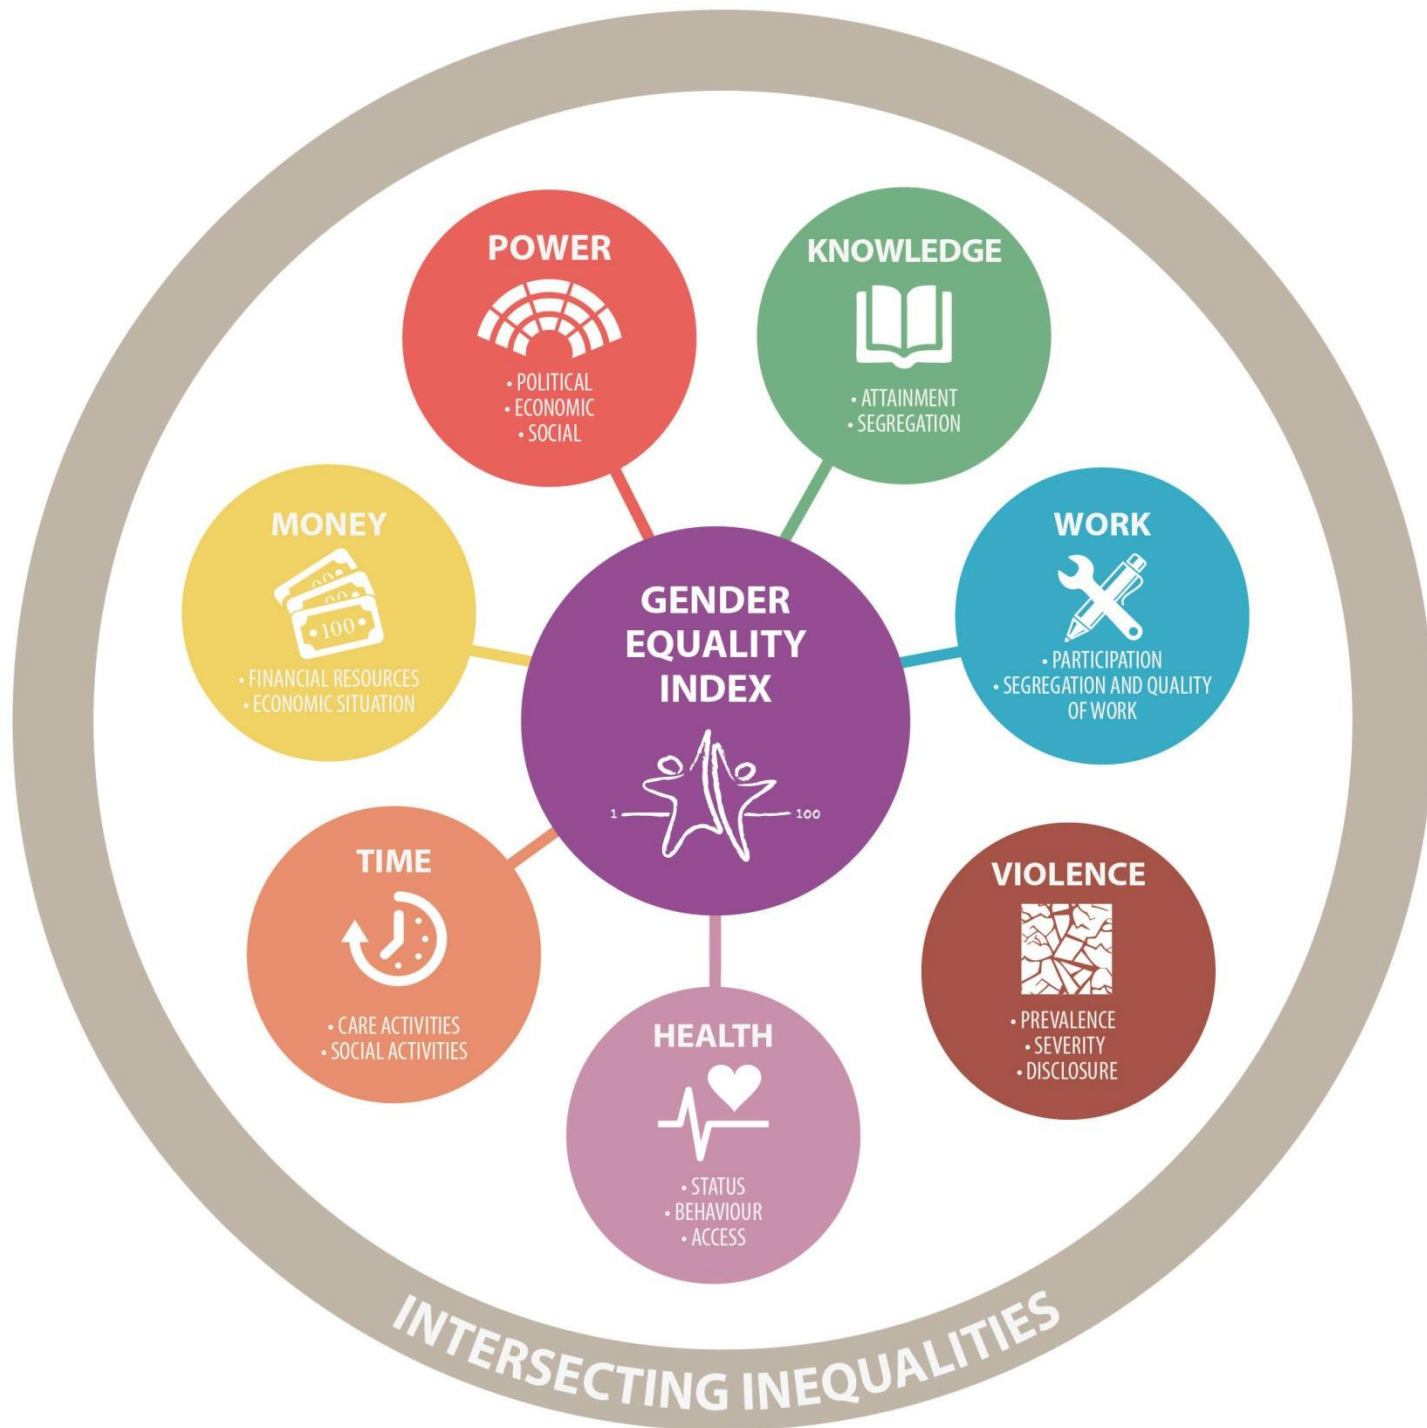 POWER
• POLITICAL
• ECONOMIC
• SOCIAL
KNOWLEDGE
• ATTAINMENT
• SEGREGATION
MONEY
100
• FINANCIAL RESOURCES
• ECONOMIC SITUATION
GENDER
EQUALITY
INDEX
1
100
WORK
• PARTICIPATION
• SEGREGATION AND QUALITY
OF WORK
TIME
• CARE ACTIVITIES
• SOCIAL ACTIVITIES
VIOLENCE
• PREVALENCE
• SEVERITY
• DISCLOSURE
HEALTH
• STATUS
• BEHAVIOUR
• ACCESS
INTERSECTING INEQUALITIES